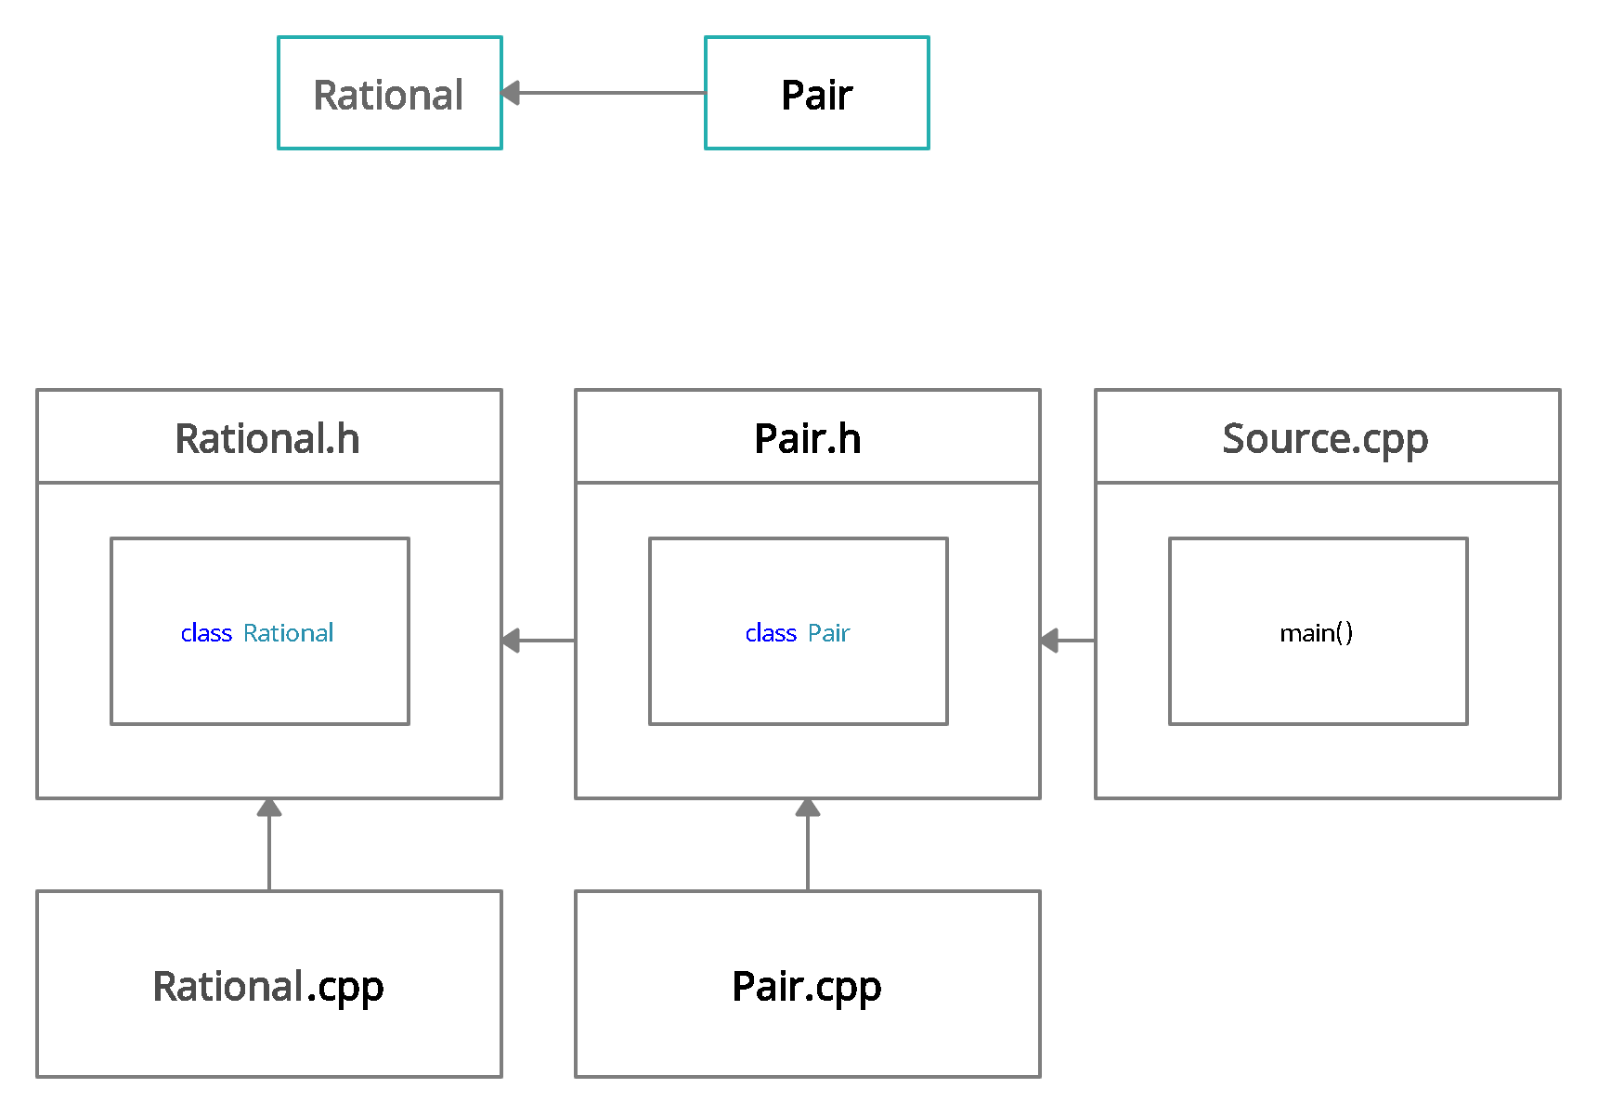 Rational
Pair
Rational.h
Pair.h
Source.cpp
class Rational
class Pair
main()
Rational.cpp
Pair.cpp